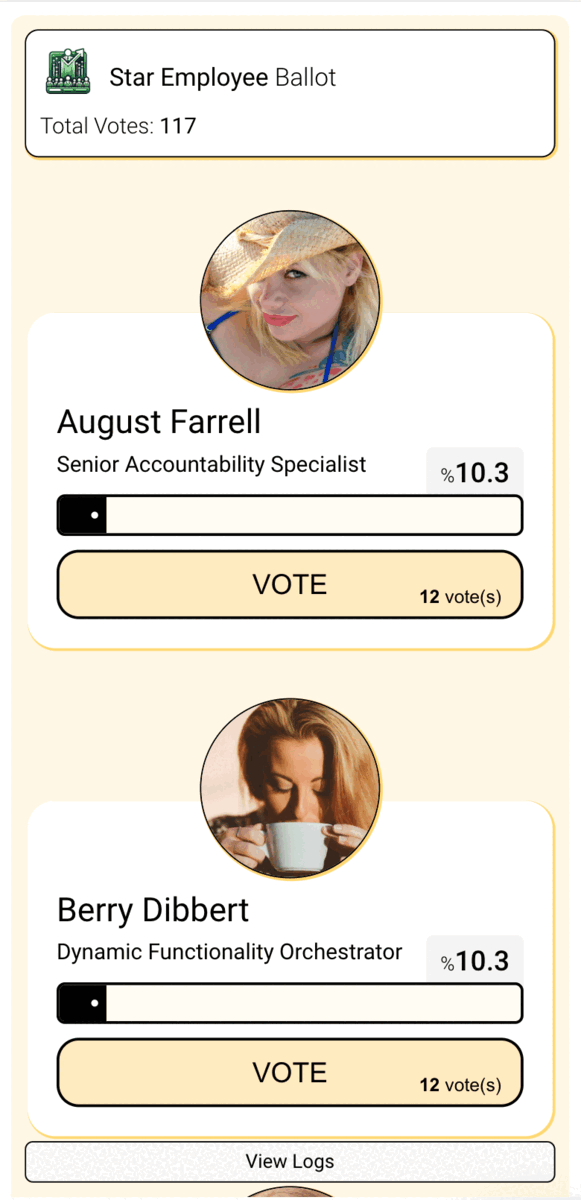 Star Employee Ballot
Total Votes: 117
August Farrell
Senior Accountability Specialist
%10.3
VOTE
12 vote(s)
Berry Dibbert
Dynamic Functionality Orchestrator
%10.3
VOTE
12 vote(s)
View Logs